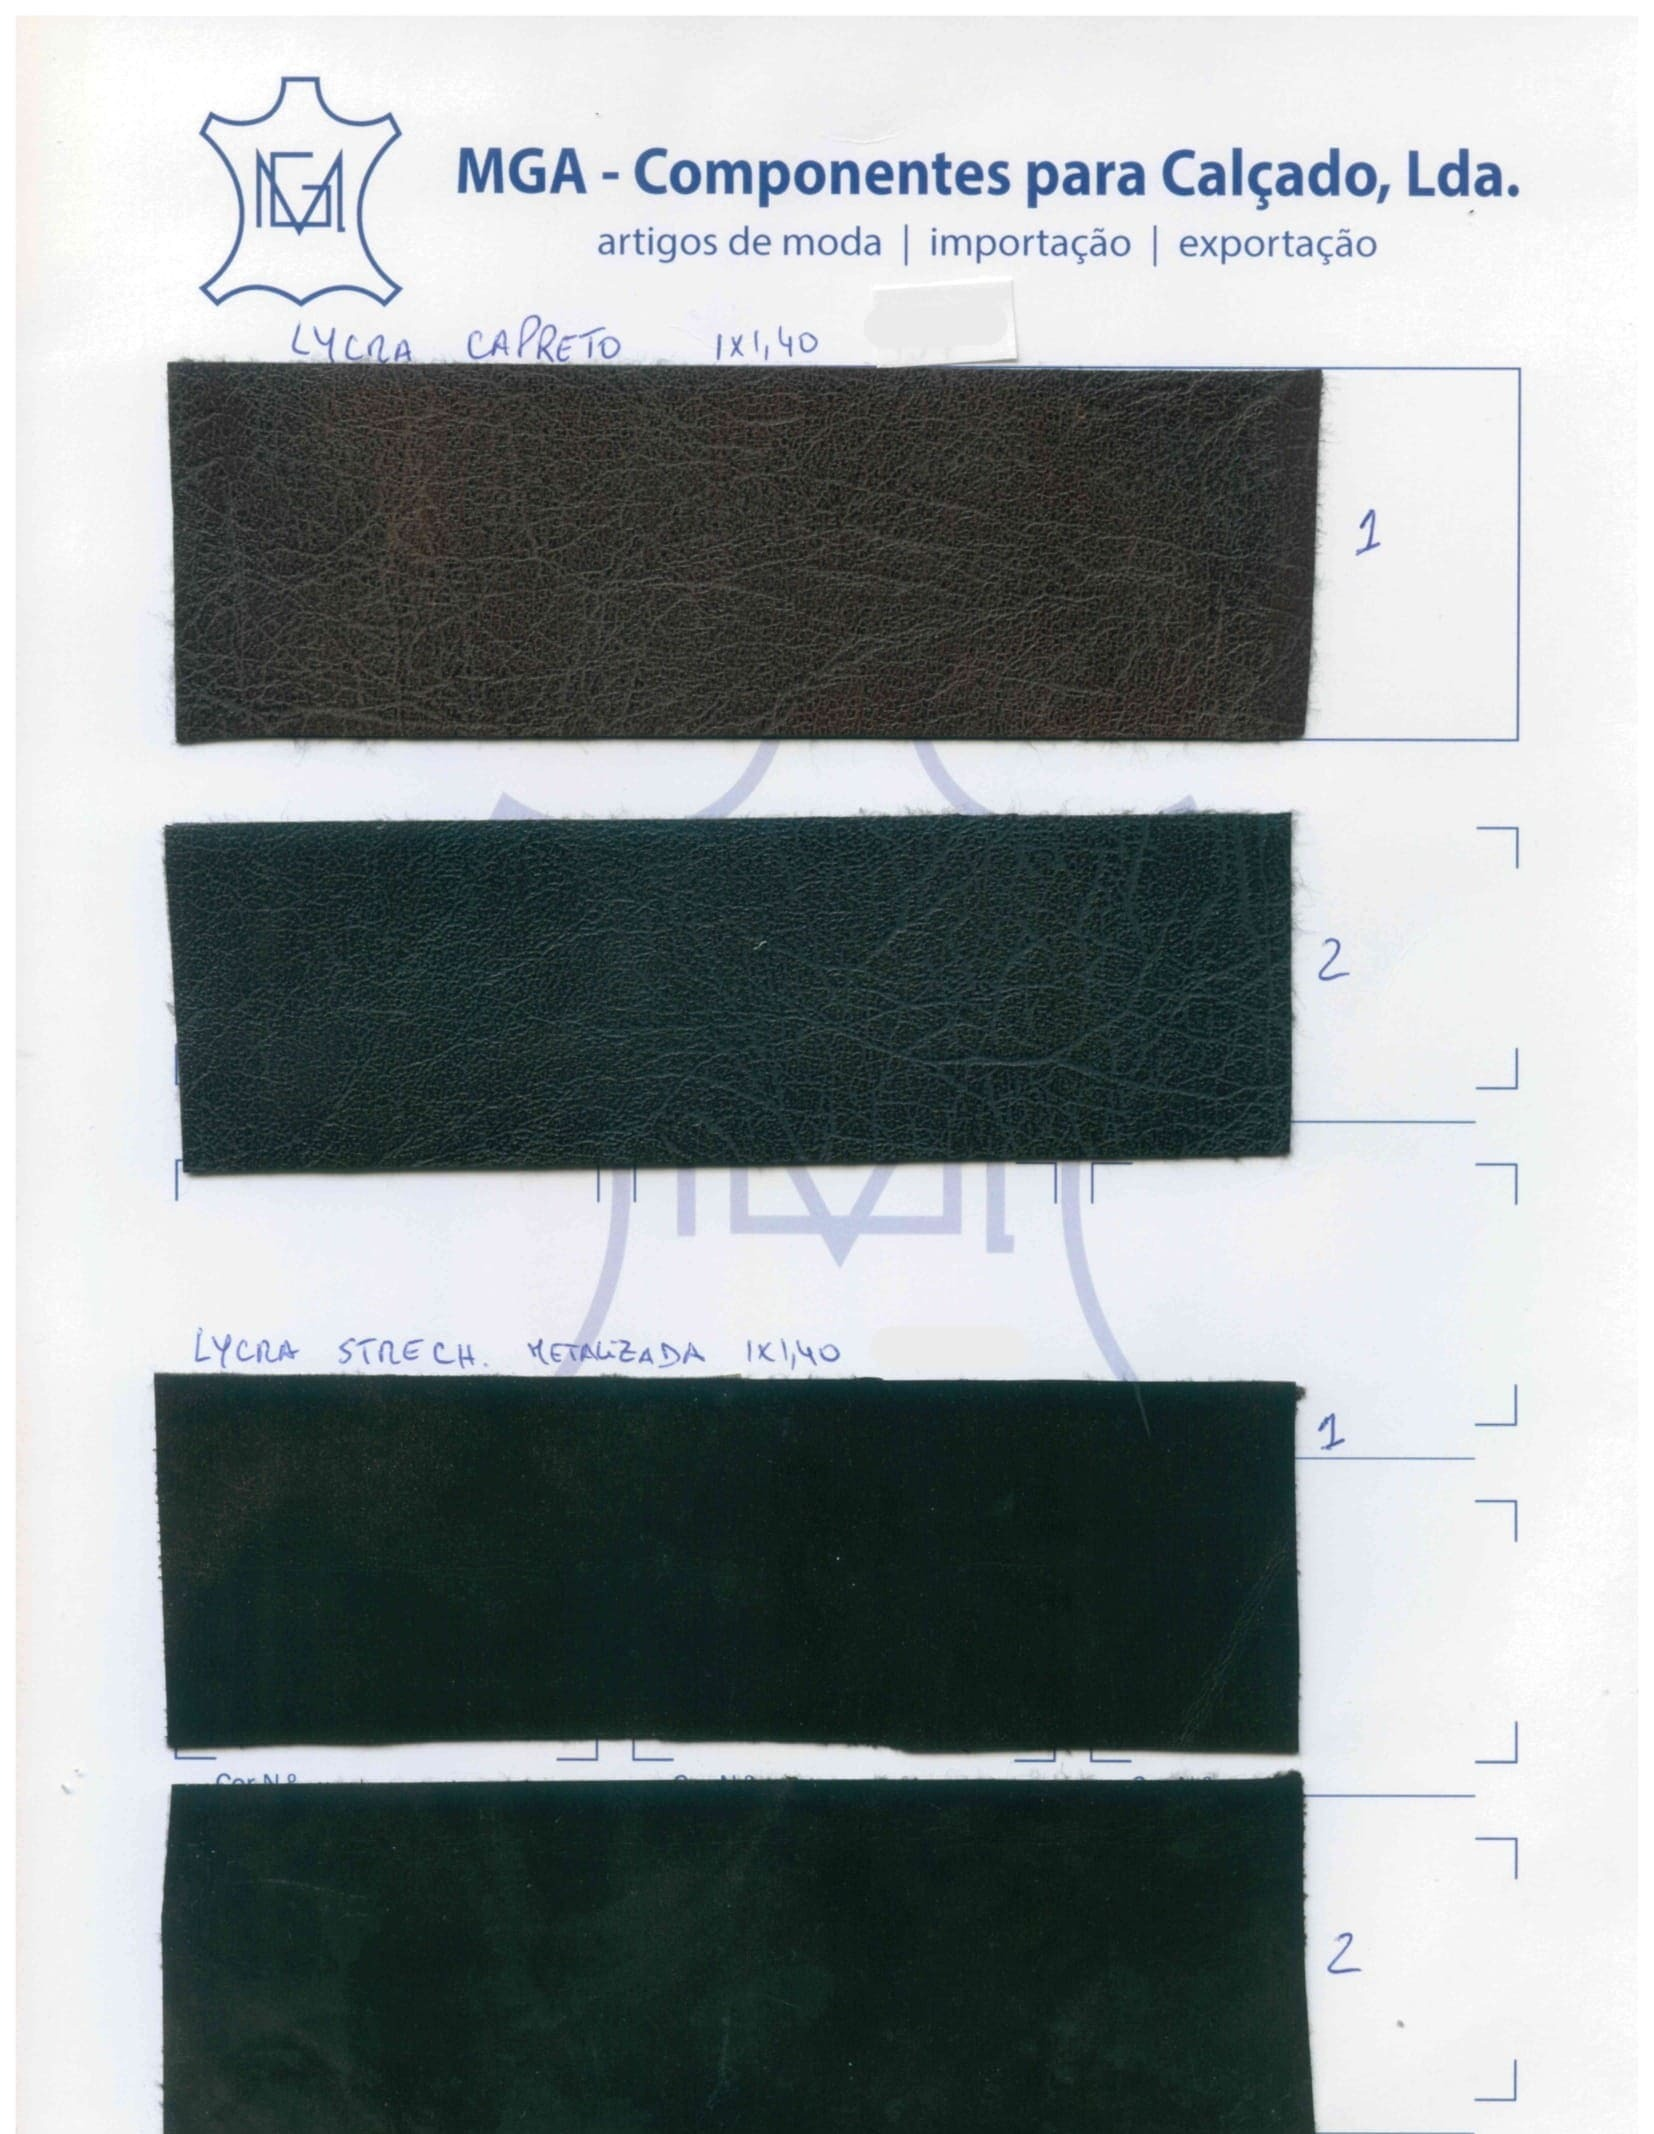 MGA
MGA - Componentes para Calçado, Lda.
artigos de moda | importação | exportação
LYCRA CAPRETO 1X1,40
1
2
LYCRA STRECH. METALIZADA 1X1,40
1
Cor N.º
2